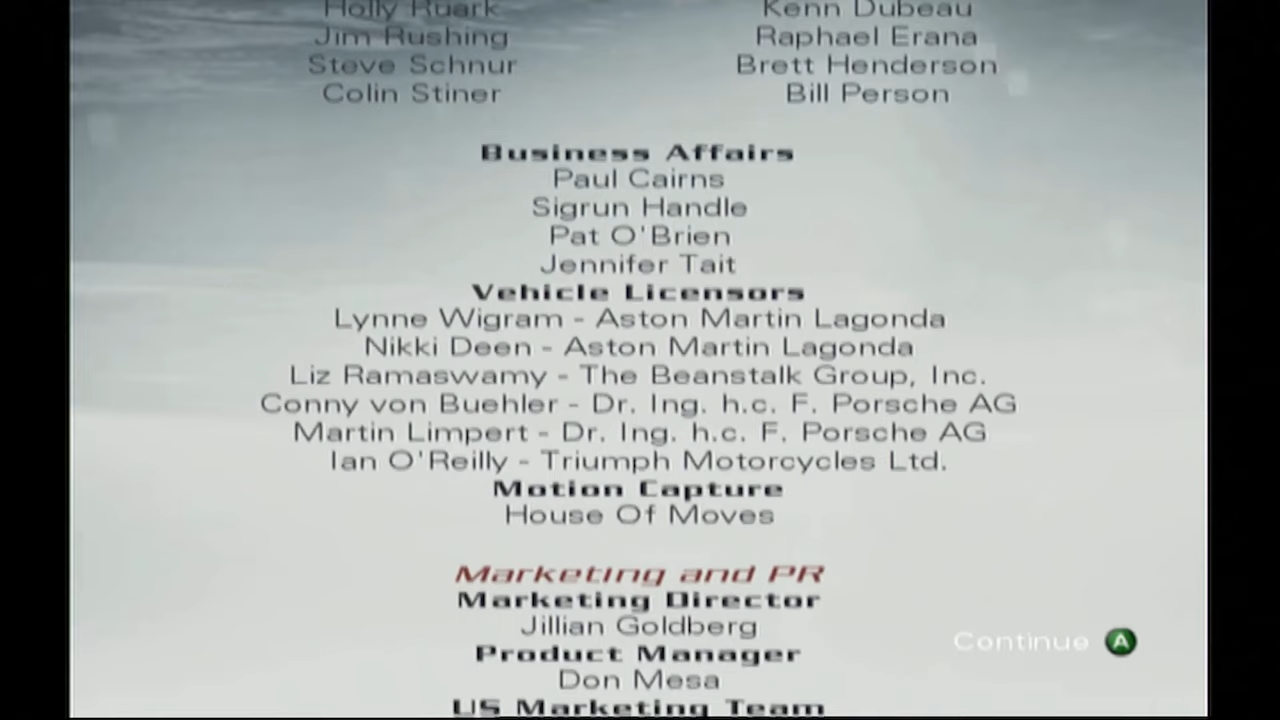 Holly Ruark
Kenn Dubeau
Jim Rushing
Raphael Erana
Steve Schnur
Brett Henderson
Colin Stiner
Bill Person
Business Affairs
Paul Cairns
Sigrun Handle
Pat O'Brien
Jennifer Tait
Vehicle Licensors
Lynne Wigram - Aston Martin Lagonda
Nikki Deen - Aston Martin Lagonda
Liz Ramaswamy - The Beanstalk Group, Inc.
Conny von Buehler - Dr. Ing. h.c. F. Porsche AG
Martin Limpert - Dr. Ing. h.c. F. Porsche AG
Ian O'Reilly - Triumph Motorcycles Ltd.
Motion Capture
House Of Moves
Marketing and PR
Marketing Director
Jillian Goldberg
Continue A
Product Manager
Don Mesa
US Marketing Team